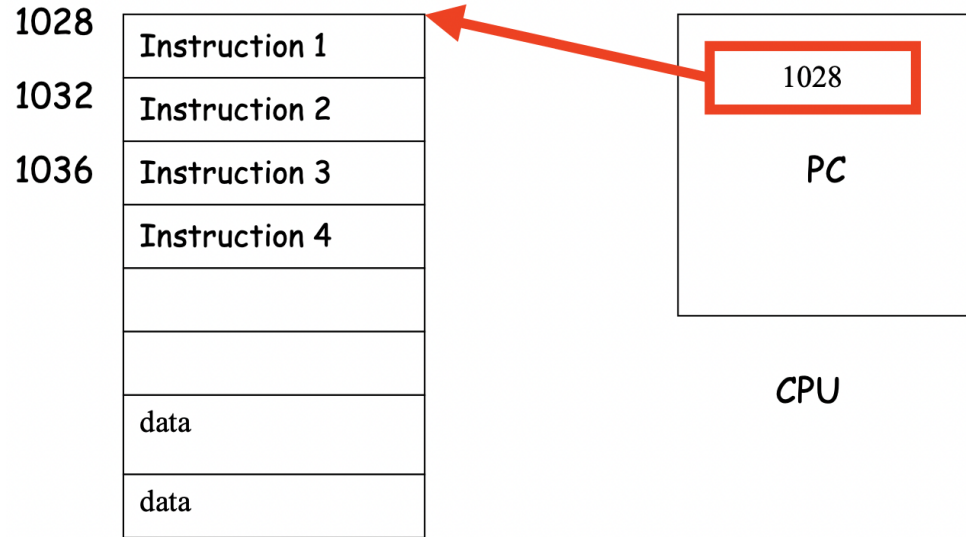 1028
Instruction 1
1032
Instruction 2
1036
Instruction 3
Instruction 4
data
data
1028
PC
CPU